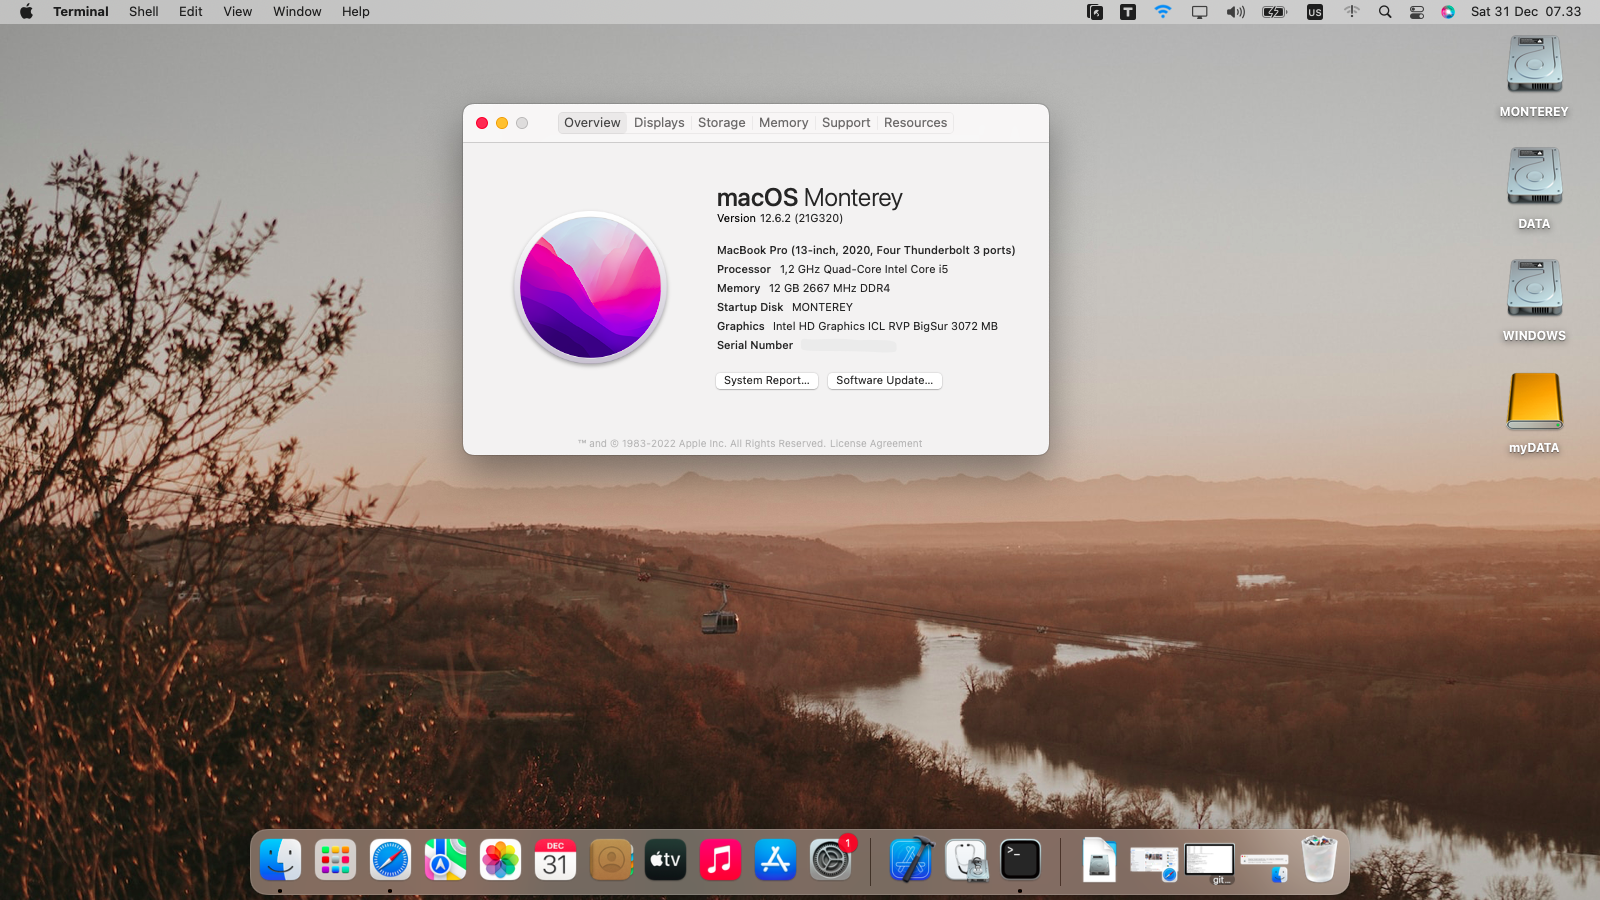 Terminal Shell Edit View Window Help
T
US
Sat 31 Dec 07.33
MONTEREY
DATA
WINDOWS
myDATA
Overview Displays Storage Memory Support Resources
macOS Monterey
Version 12.6.2 (21G320)
MacBook Pro (13-inch, 2020, Four Thunderbolt 3 ports)
Processor 1,2 GHz Quad-Core Intel Core i5
Memory 12 GB 2667 MHz DDR4
Startup Disk MONTEREY
Graphics Intel HD Graphics ICL RVP BigSur 3072 MB
Serial Number
System Report...
Software Update...
™ and © 1983-2022 Apple Inc. All Rights Reserved. License Agreement
DEC
31
tv
1
>_
git...